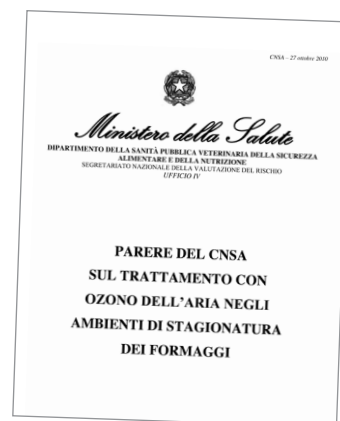 CNSA – 27 ottobre 2010
Ministero della Salute
DIPARTIMENTO DELLA SANITÀ PUBBLICA VETERINARIA DELLA SICUREZZA
ALIMENTARE E DELLA NUTRIZIONE
SEGRETARIATO NAZIONALE DELLA VALUTAZIONE DEL RISCHIO
UFFICIO IV
PARERE DEL CNSA
SUL TRATTAMENTO CON
OZONO DELL'ARIA NEGLI
AMBIENTI DI STAGIONATURA
DEI FORMAGGI